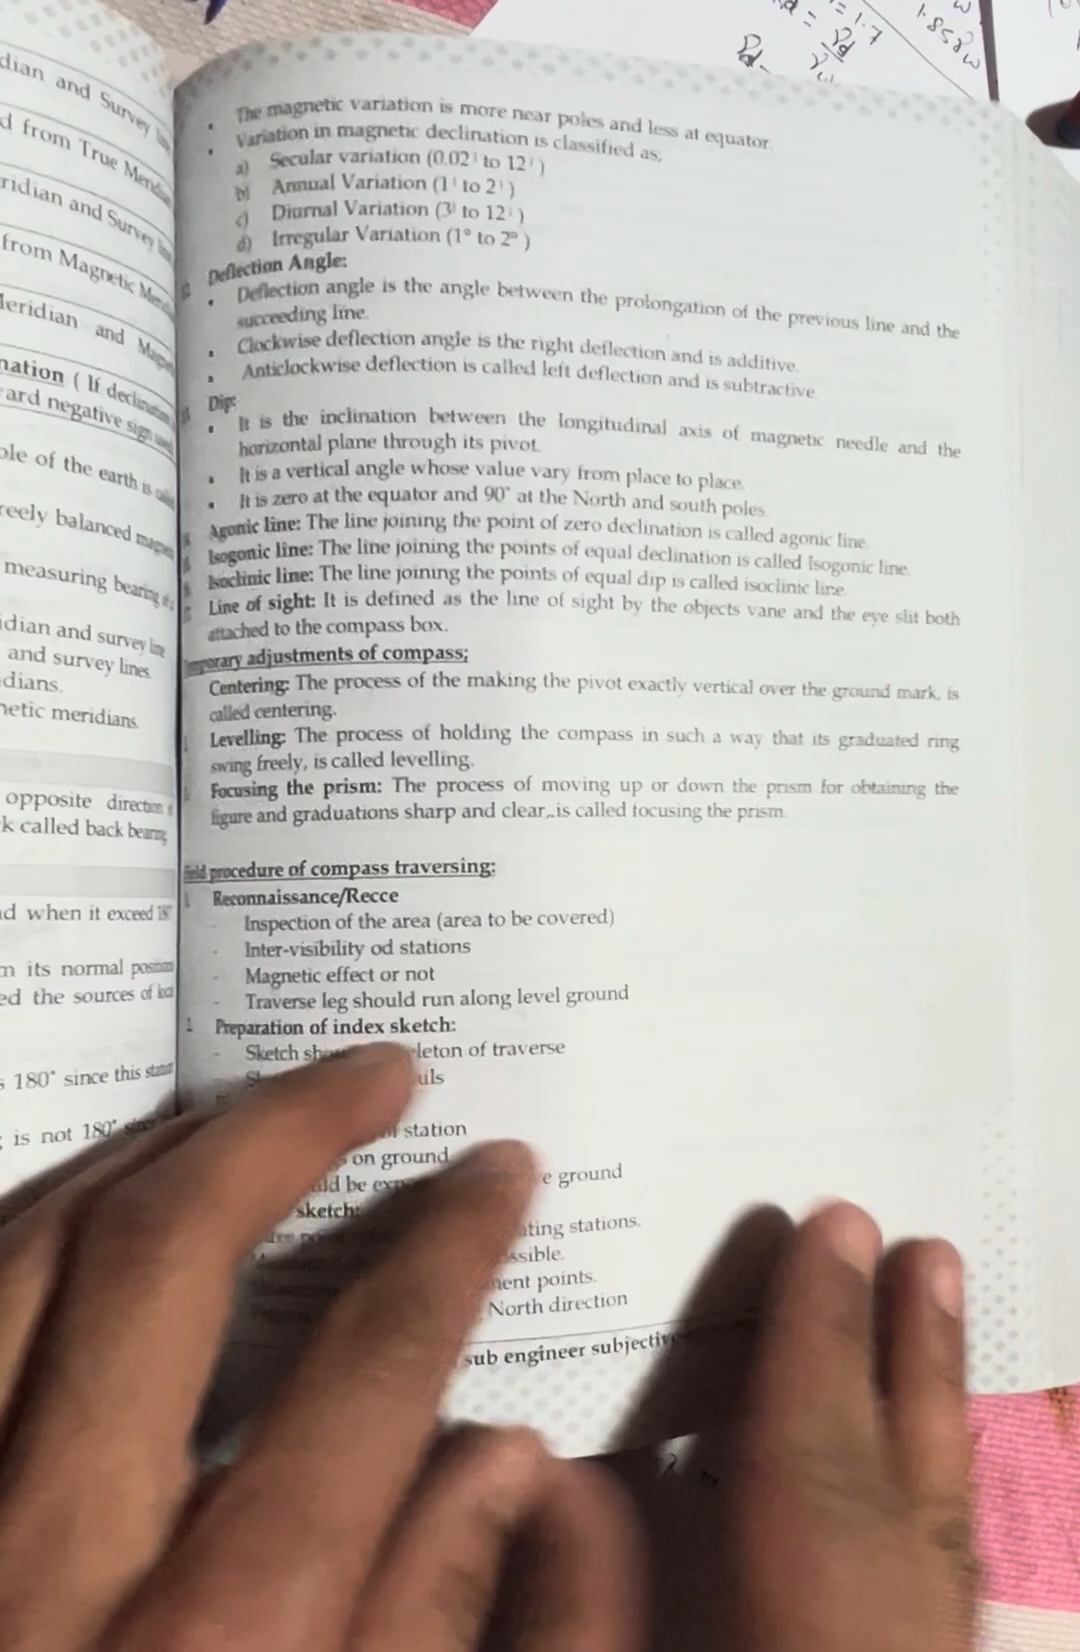 dian and Survey
d from True
ridian and Survey
from Magnetic
and
nation ( If
ard negative sign
ole of the earth is
reely balanced
measuring bearing
idian and survey line
and survey lines.
dians.
netic meridians.
opposite direction
k called back bearing
d when it exceed
n its normal position
ed the sources of
180° since this
is not 180°
= 1.7
1.85γw
The magnetic variation is more near poles and less at equator.
Variation in magnetic declination is classified as,
a) Secular variation (0.02' to 12')
b) Annual Variation (1' to 2')
c) Diurnal Variation (3' to 12')
d) Irregular Variation (1° to 2°)
Deflection Angle:
Deflection angle is the angle between the prolongation of the previous line and the
succeeding line.
Clockwise deflection angle is the right deflection and is additive.
Anticlockwise deflection is called left deflection and is subtractive
Dip:
It is the inclination between the longitudinal axis of magnetic needle and the
horizontal plane through its pivot.
It is a vertical angle whose value vary from place to place.
It is zero at the equator and 90° at the North and south poles.
Agonic line: The line joining the point of zero declination is called agonic line.
Isogonic line: The line joining the points of equal declination is called Isogonic line.
Isoclinic line: The line joining the points of equal dip is called isoclinic line
Line of sight: It is defined as the line of sight by the objects vane and the eye slit both
attached to the compass box.
adjustments of compass;
Centering: The process of the making the pivot exactly vertical over the ground mark, is
called centering.
Levelling: The process of holding the compass in such a way that its graduated ring
swing freely, is called levelling.
Focusing the prism: The process of moving up or down the prism for obtaining the
figure and graduations sharp and clear, is called focusing the prism.
procedure of compass traversing:
Reconnaissance/Recce
- Inspection of the area (area to be covered)
- Inter-visibility od stations
- Magnetic effect or not
- Traverse leg should run along level ground
Preparation of index sketch:
- Sketch leton of traverse
uls
station
on ground
be e ground
sketch:
ting stations.
ssible.
nent points.
North direction
sub engineer subjective